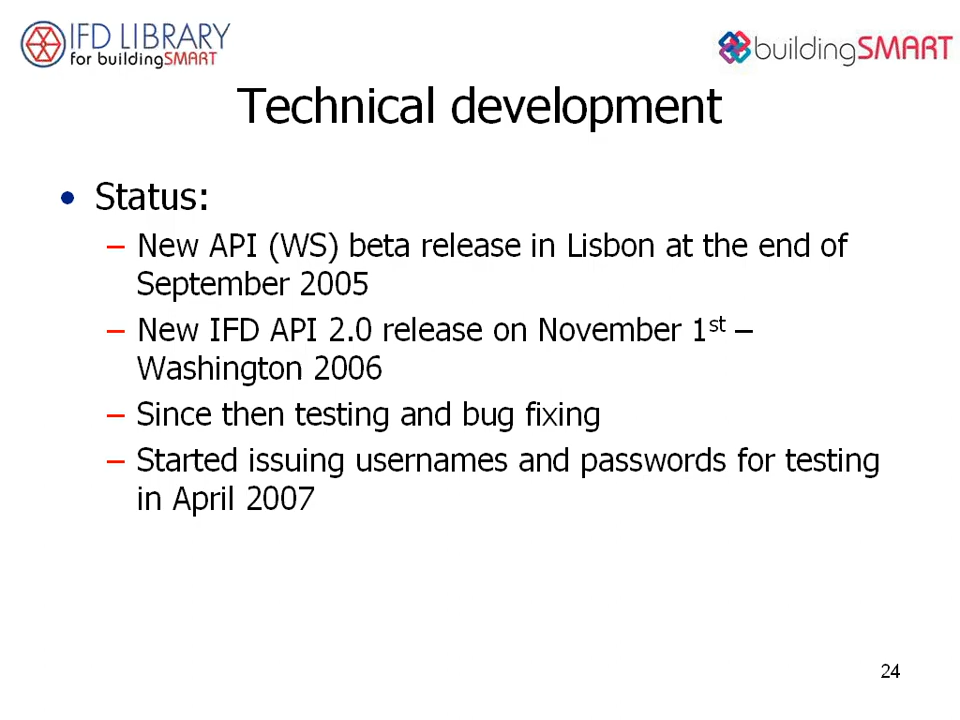 IFD LIBRARY
for buildingSMART
buildingSMART
Technical development
• Status:
– New API (WS) beta release in Lisbon at the end of
September 2005
– New IFD API 2.0 release on November 1st –
Washington 2006
– Since then testing and bug fixing
– Started issuing usernames and passwords for testing
in April 2007
24